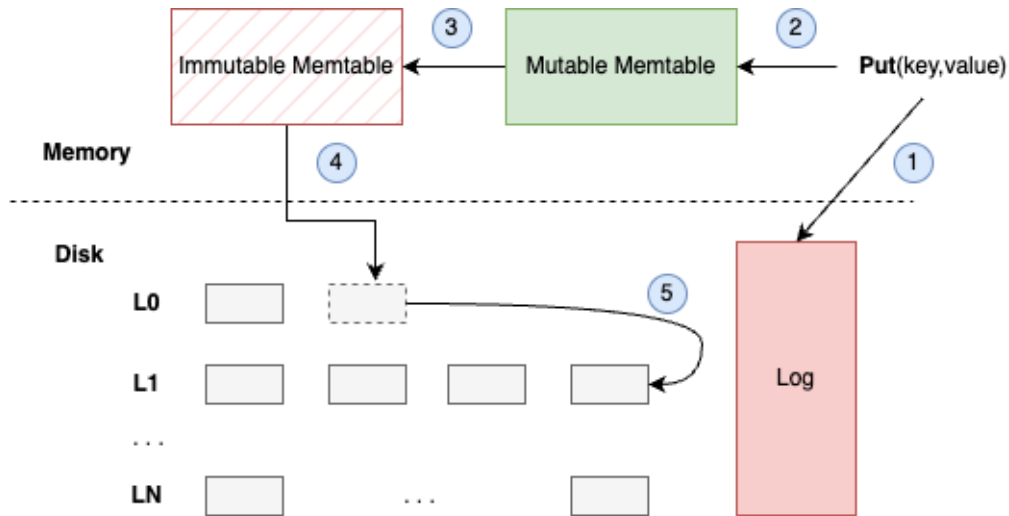 3
2
Immutable Memtable
Mutable Memtable
Put(key,value)
Memory
4
1
Disk
L0
5
L1
Log
...
LN
...